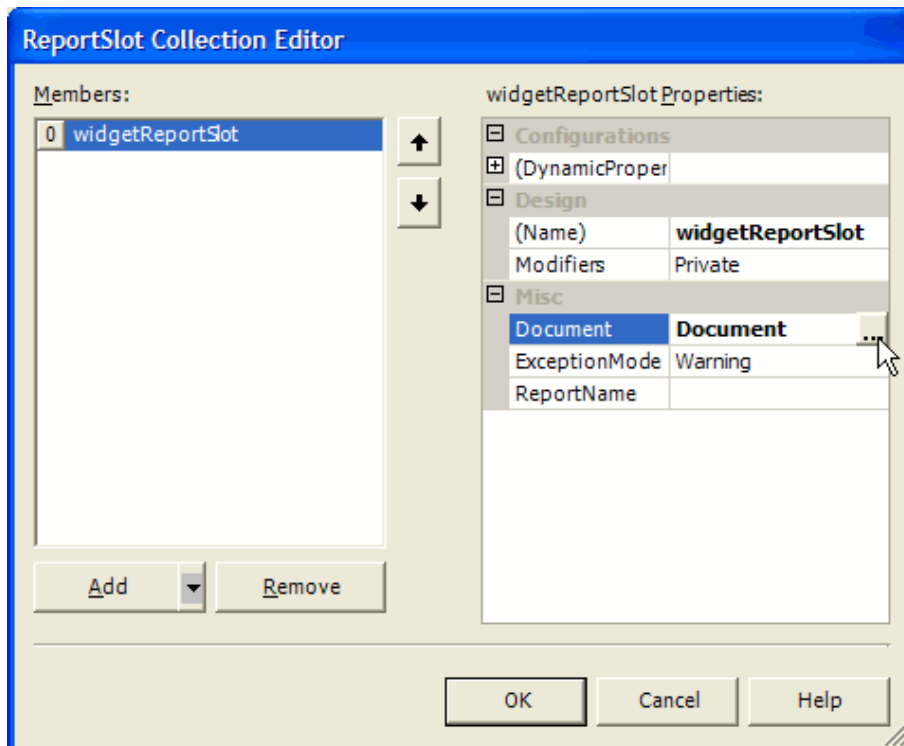 ReportSlot Collection Editor
Members:
0 widgetReportSlot
Add
Remove
widgetReportSlot Properties:
Configurations
(DynamicProper
Design
(Name) widgetReportSlot
Modifiers Private
Misc
Document Document ...
ExceptionMode Warning
ReportName
OK Cancel Help